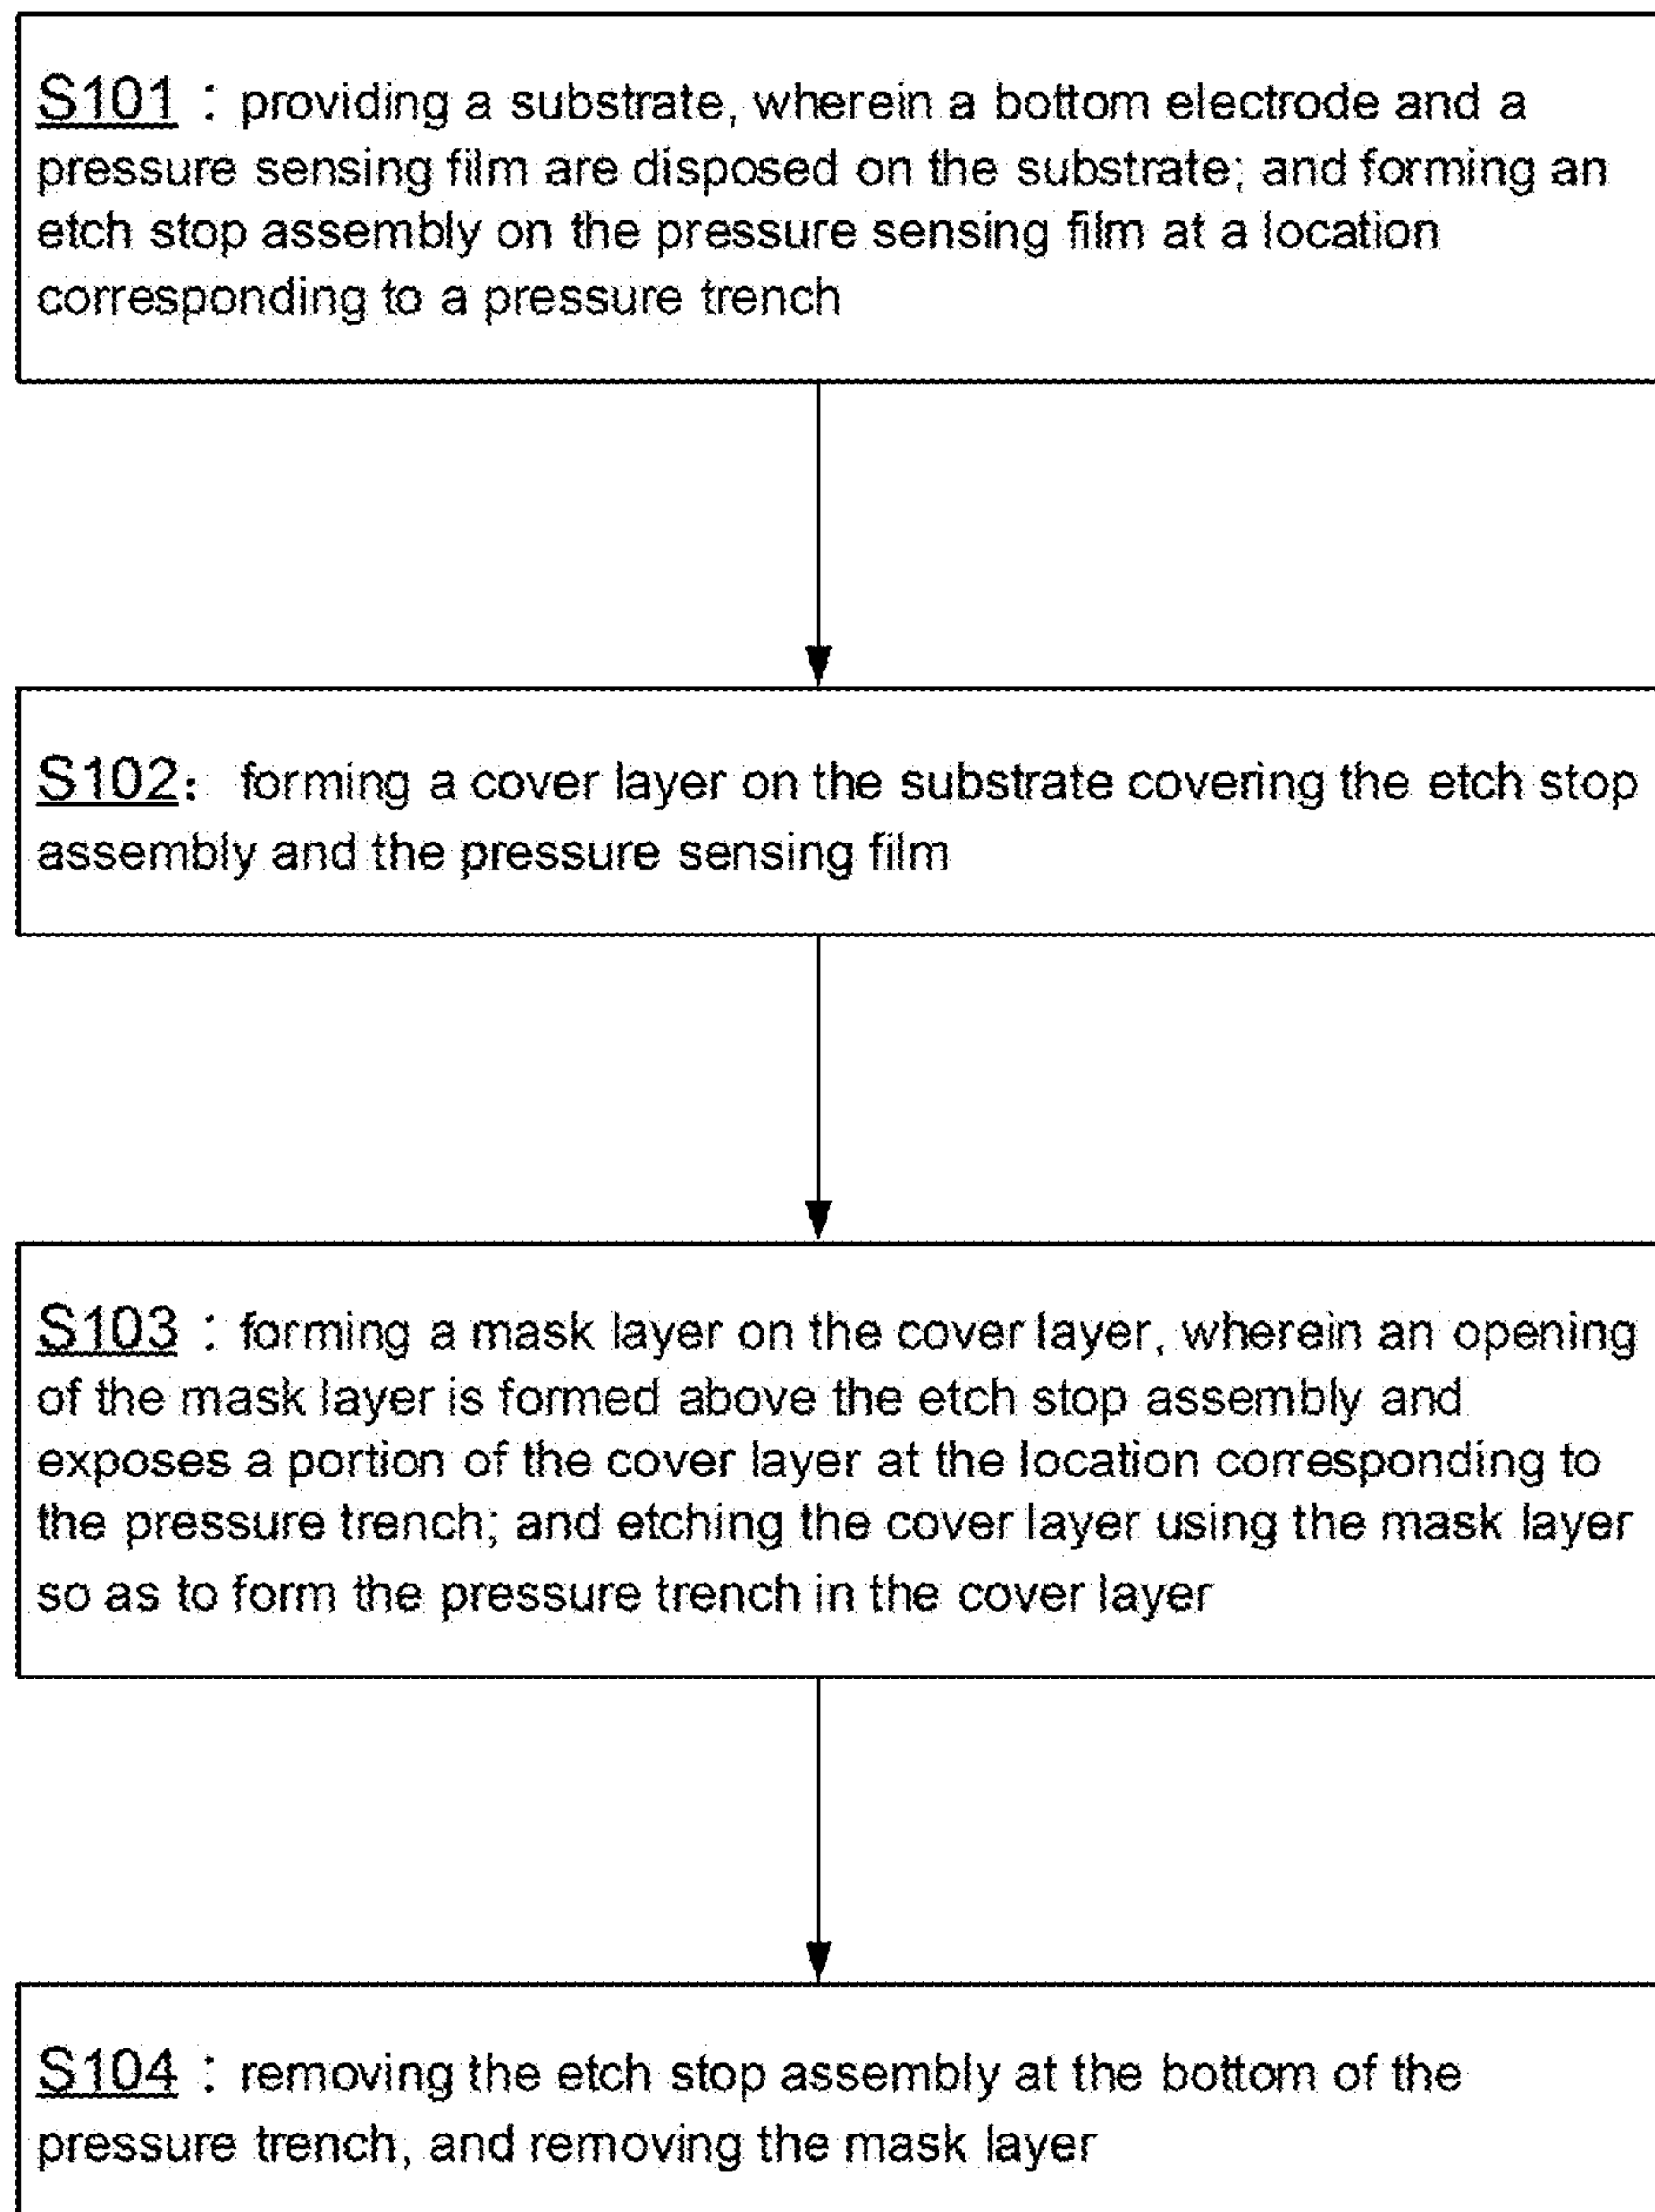 S101 : providing a substrate, wherein a bottom electrode and a
pressure sensing film are disposed on the substrate; and forming an
etch stop assembly on the pressure sensing film at a location
corresponding to a pressure trench
S102: forming a cover layer on the substrate covering the etch stop
assembly and the pressure sensing film
S103 : forming a mask layer on the cover layer, wherein an opening
of the mask layer is formed above the etch stop assembly and
exposes a portion of the cover layer at the location corresponding to
the pressure trench; and etching the cover layer using the mask layer
so as to form the pressure trench in the cover layer
S104 : removing the etch stop assembly at the bottom of the
pressure trench, and removing the mask layer